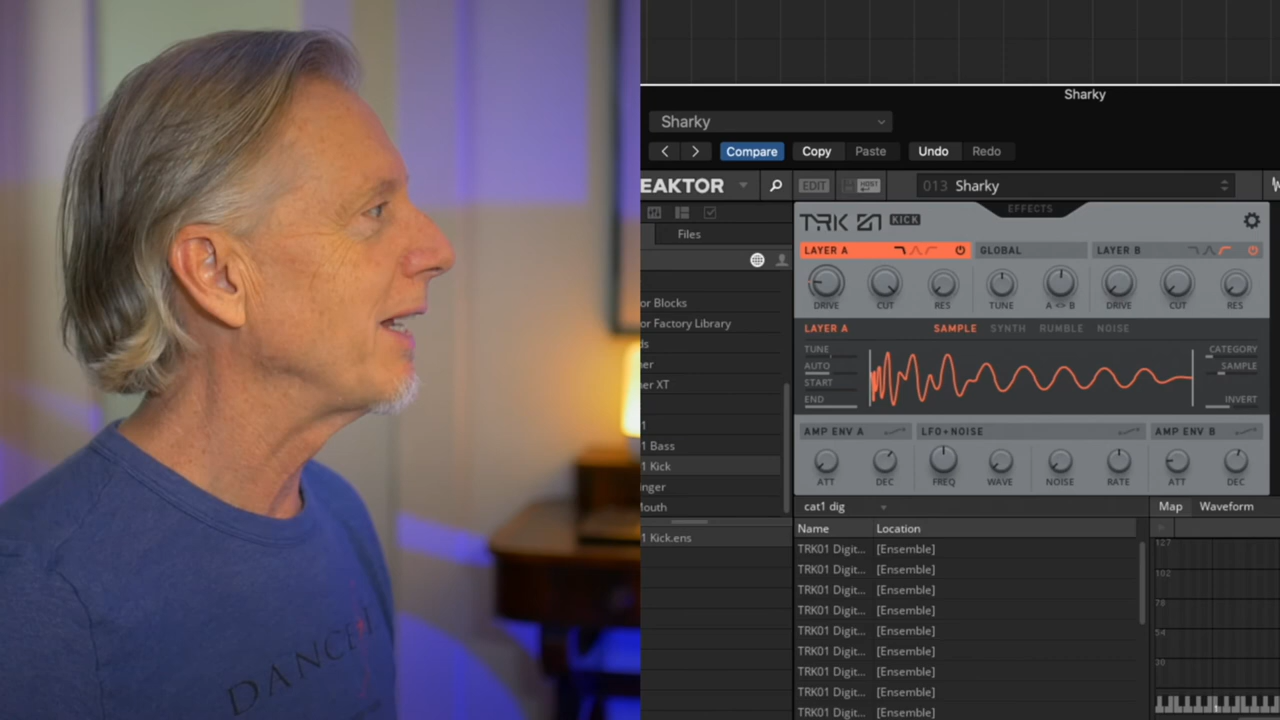 DANCE
Sharky
Sharky
Compare
Copy
Paste
Undo
Redo
EAKTOR
EDIT
HOST
013 Sharky
Files
or Blocks
or Factory Library
ds
ner
er XT
1
1 Bass
1 Kick
inger
Mouth
1 Kick.ens
EFFECTS
TRK 01 KICK
LAYER A
GLOBAL
LAYER B
DRIVE
CUT
RES
TUNE
A <> B
DRIVE
CUT
RES
LAYER A
SAMPLE
SYNTH
RUMBLE
NOISE
TUNE
AUTO
START
END
CATEGORY
SAMPLE
INVERT
AMP ENV A
LFO+NOISE
AMP ENV B
ATT
DEC
FREQ
WAVE
NOISE
RATE
ATT
DEC
cat1 dig
Map
Waveform
Name
Location
TRK01 Digit... [Ensemble]
TRK01 Digit... [Ensemble]
TRK01 Digit... [Ensemble]
TRK01 Digit... [Ensemble]
TRK01 Digit... [Ensemble]
TRK01 Digit... [Ensemble]
TRK01 Digit... [Ensemble]
TRK01 Digit... [Ensemble]
TRK01 Digit... [Ensemble]
127
102
78
54
30
1